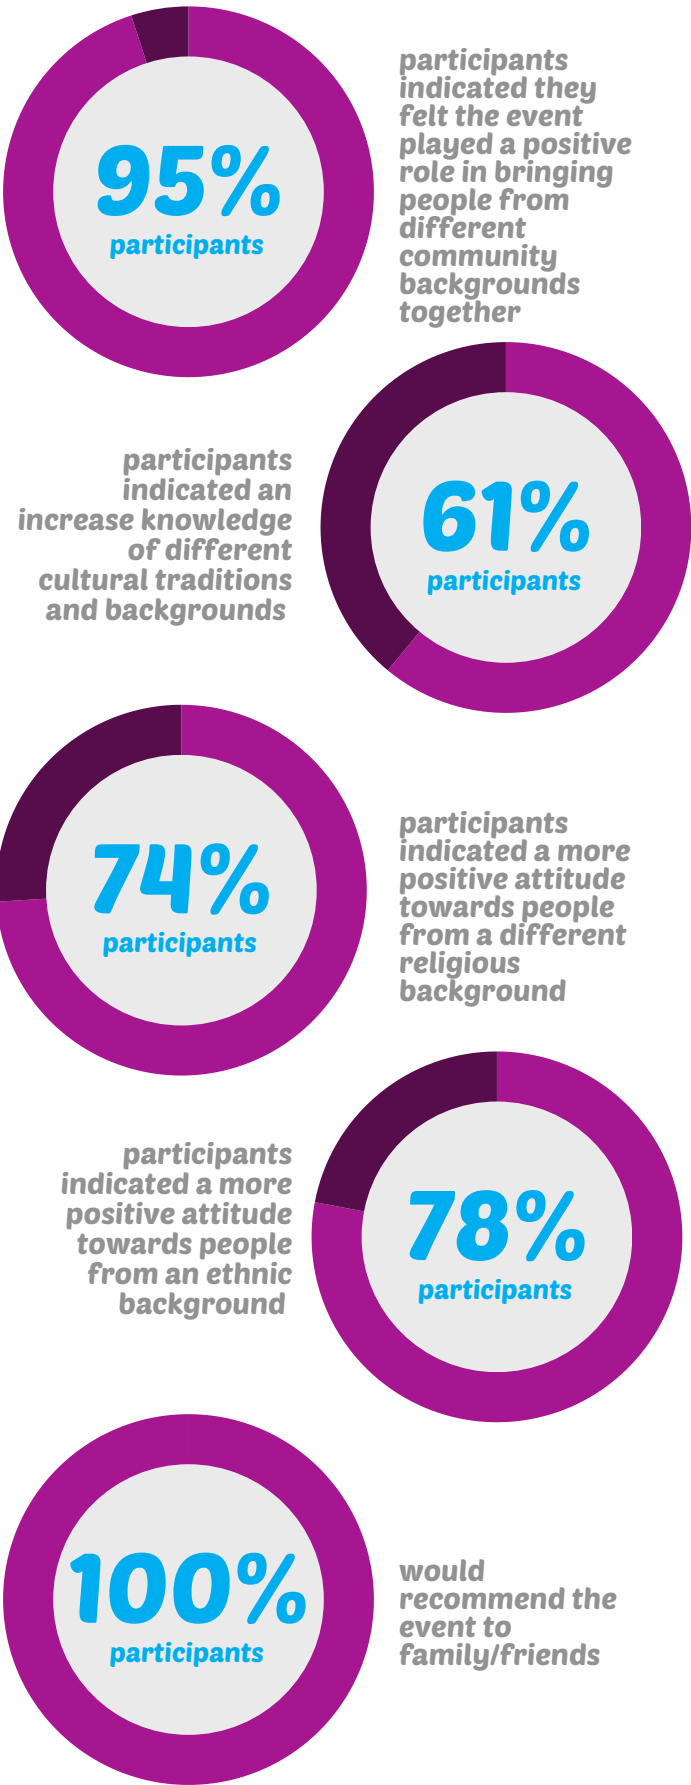 95%
participants
participants
indicated they
felt the event
played a positive
role in bringing
people from
different
community
backgrounds
together
participants
indicated an
increase knowledge
of different
cultural traditions
and backgrounds
61%
participants
74%
participants
participants
indicated a more
positive attitude
towards people
from a different
religious
background
participants
indicated a more
positive attitude
towards people
from an ethnic
background
78%
participants
100%
participants
would
recommend the
event to
family/friends